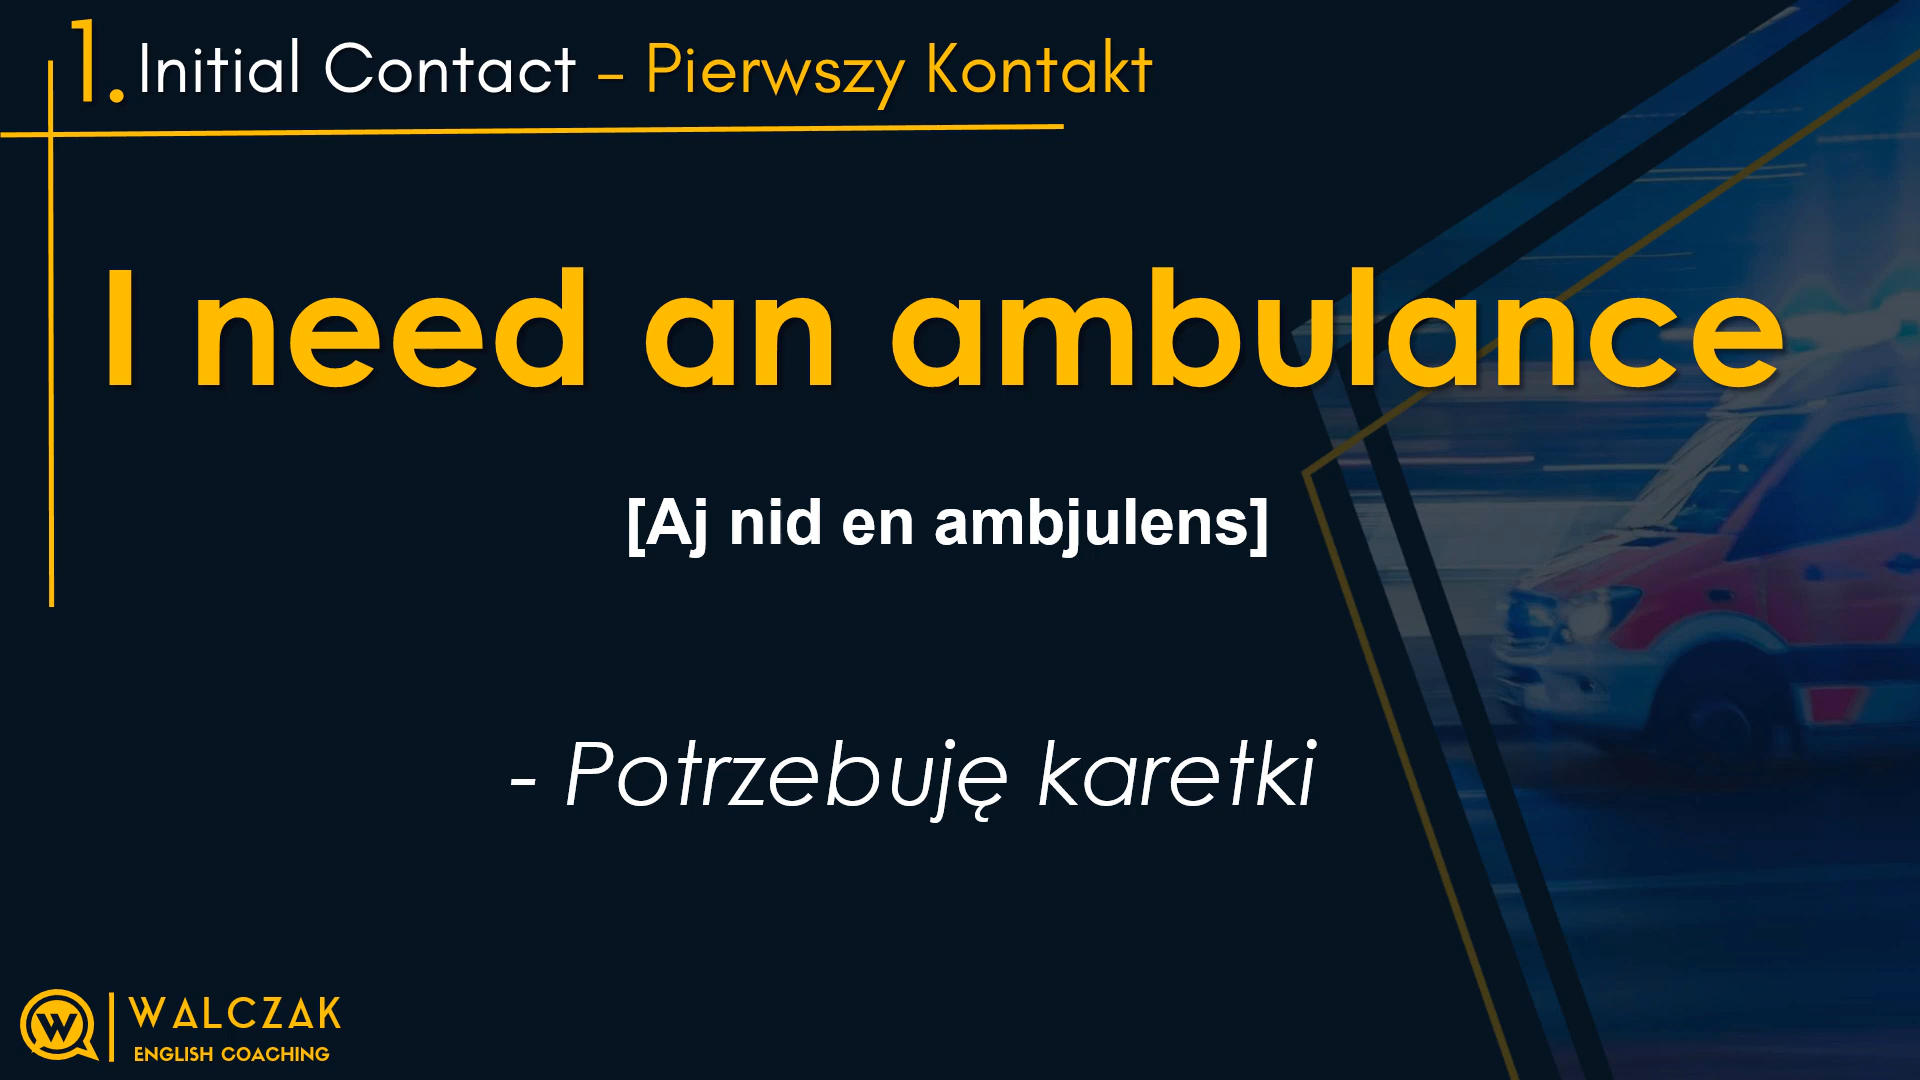 1. Initial Contact - Pierwszy Kontakt
I need an ambulance
[Aj nid en ambjulens]
- Potrzebuję karetki
W
WALCZAK
ENGLISH COACHING